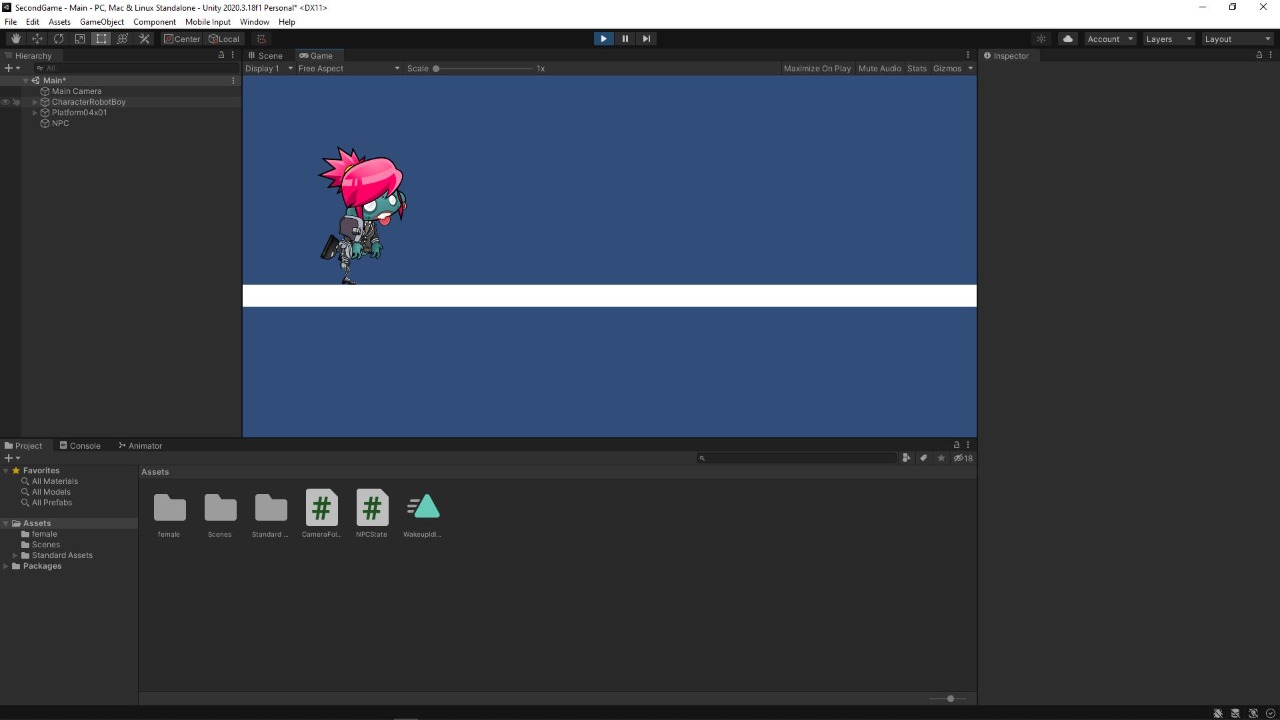 SecondGame - Main - PC, Mac & Linux Standalone - Unity 2020.3.18f1 Personal* <DX11>
File Edit Assets GameObject Component Mobile Input Window Help
Center Local Account Layers Layout
Hierarchy Scene Game Inspector
All Display 1 Free Aspect Scale 1x Maximize On Play Mute Audio Stats Gizmos
Main*
Main Camera
CharacterRobotBoy
Platform04x01
NPC
Project Console Animator
18
Favorites
All Materials
All Models
All Prefabs
Assets
female
Scenes
Standard Assets
Packages
Assets
#
#
female Scenes Standard ... CameraFol... NPCState WakeupIdl...